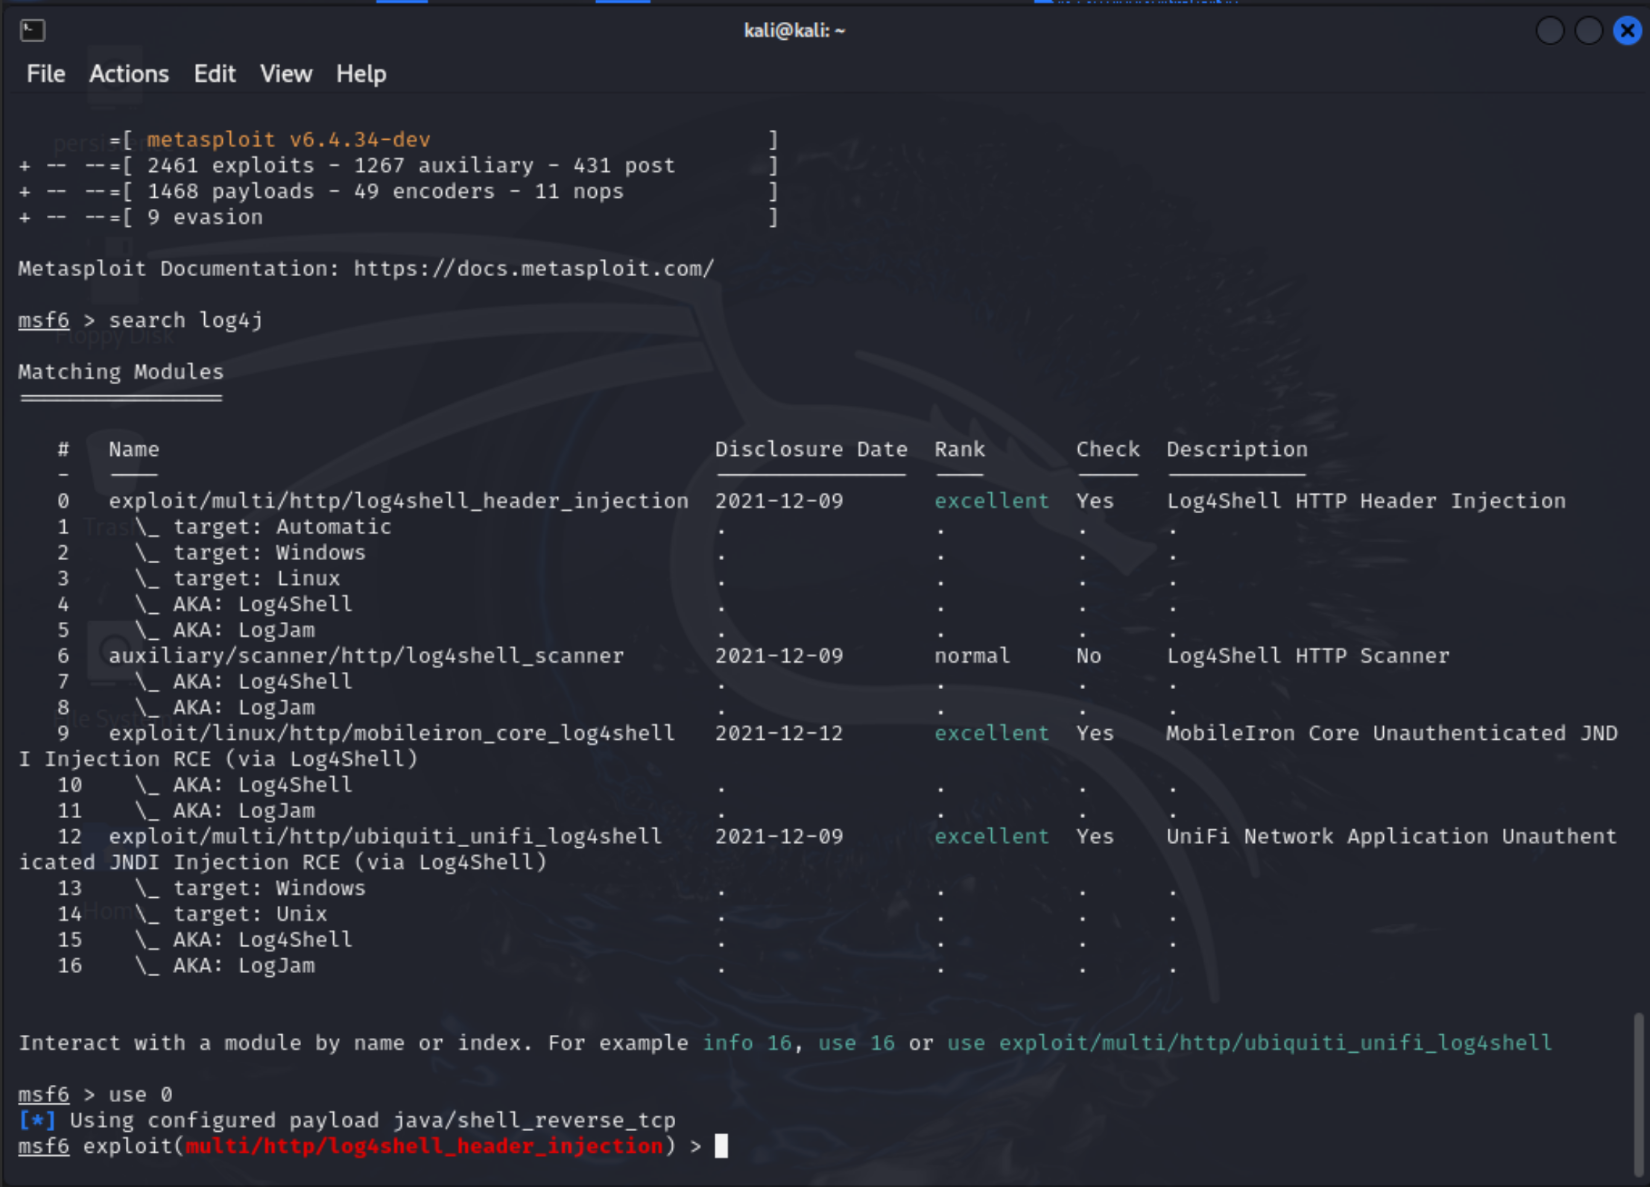 kali@kali: ~
File Actions Edit View Help
=[ metasploit v6.4.34-dev ]
+ -- --=[ 2461 exploits - 1267 auxiliary - 431 post ]
+ -- --=[ 1468 payloads - 49 encoders - 11 nops ]
+ -- --=[ 9 evasion ]
Metasploit Documentation: https://docs.metasploit.com/
msf6 > search log4j
Matching Modules
================
# Name Disclosure Date Rank Check Description
- ---- --------------- ---- ----- -----------
0 exploit/multi/http/log4shell_header_injection 2021-12-09 excellent Yes Log4Shell HTTP Header Injection
1 \_ target: Automatic . . . .
2 \_ target: Windows . . . .
3 \_ target: Linux . . . .
4 \_ AKA: Log4Shell . . . .
5 \_ AKA: LogJam . . . .
6 auxiliary/scanner/http/log4shell_scanner 2021-12-09 normal No Log4Shell HTTP Scanner
7 \_ AKA: Log4Shell . . . .
8 \_ AKA: LogJam . . . .
9 exploit/linux/http/mobileiron_core_log4shell 2021-12-12 excellent Yes MobileIron Core Unauthenticated JND
I Injection RCE (via Log4Shell)
10 \_ AKA: Log4Shell . . . .
11 \_ AKA: LogJam . . . .
12 exploit/multi/http/ubiquiti_unifi_log4shell 2021-12-09 excellent Yes UniFi Network Application Unauthent
icated JNDI Injection RCE (via Log4Shell)
13 \_ target: Windows . . . .
14 \_ target: Unix . . . .
15 \_ AKA: Log4Shell . . . .
16 \_ AKA: LogJam . . . .
Interact with a module by name or index. For example info 16, use 16 or use exploit/multi/http/ubiquiti_unifi_log4shell
msf6 > use 0
[*] Using configured payload java/shell_reverse_tcp
msf6 exploit(multi/http/log4shell_header_injection) >
Floppy Disk
Trash
File System
Home